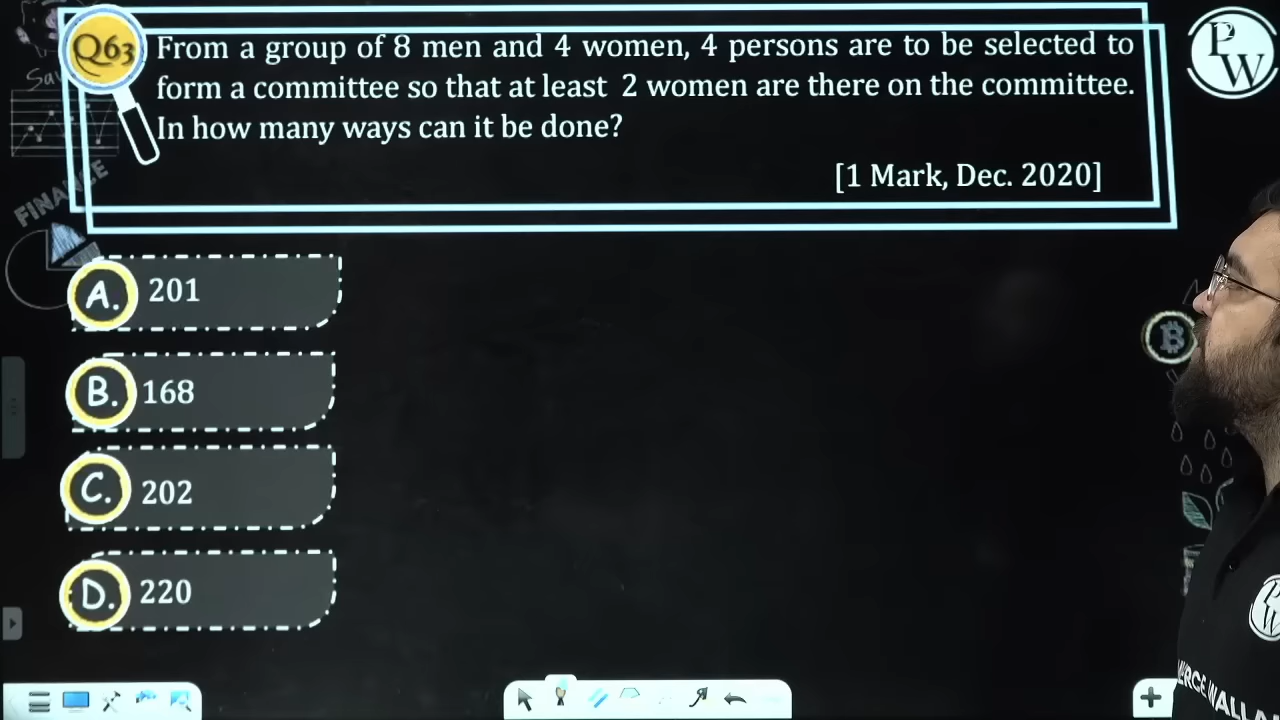 Q63
From a group of 8 men and 4 women, 4 persons are to be selected to
form a committee so that at least 2 women are there on the committee.
In how many ways can it be done?
[1 Mark, Dec. 2020]
PW
FINANCE
A. 201
B. 168
C. 202
D. 220